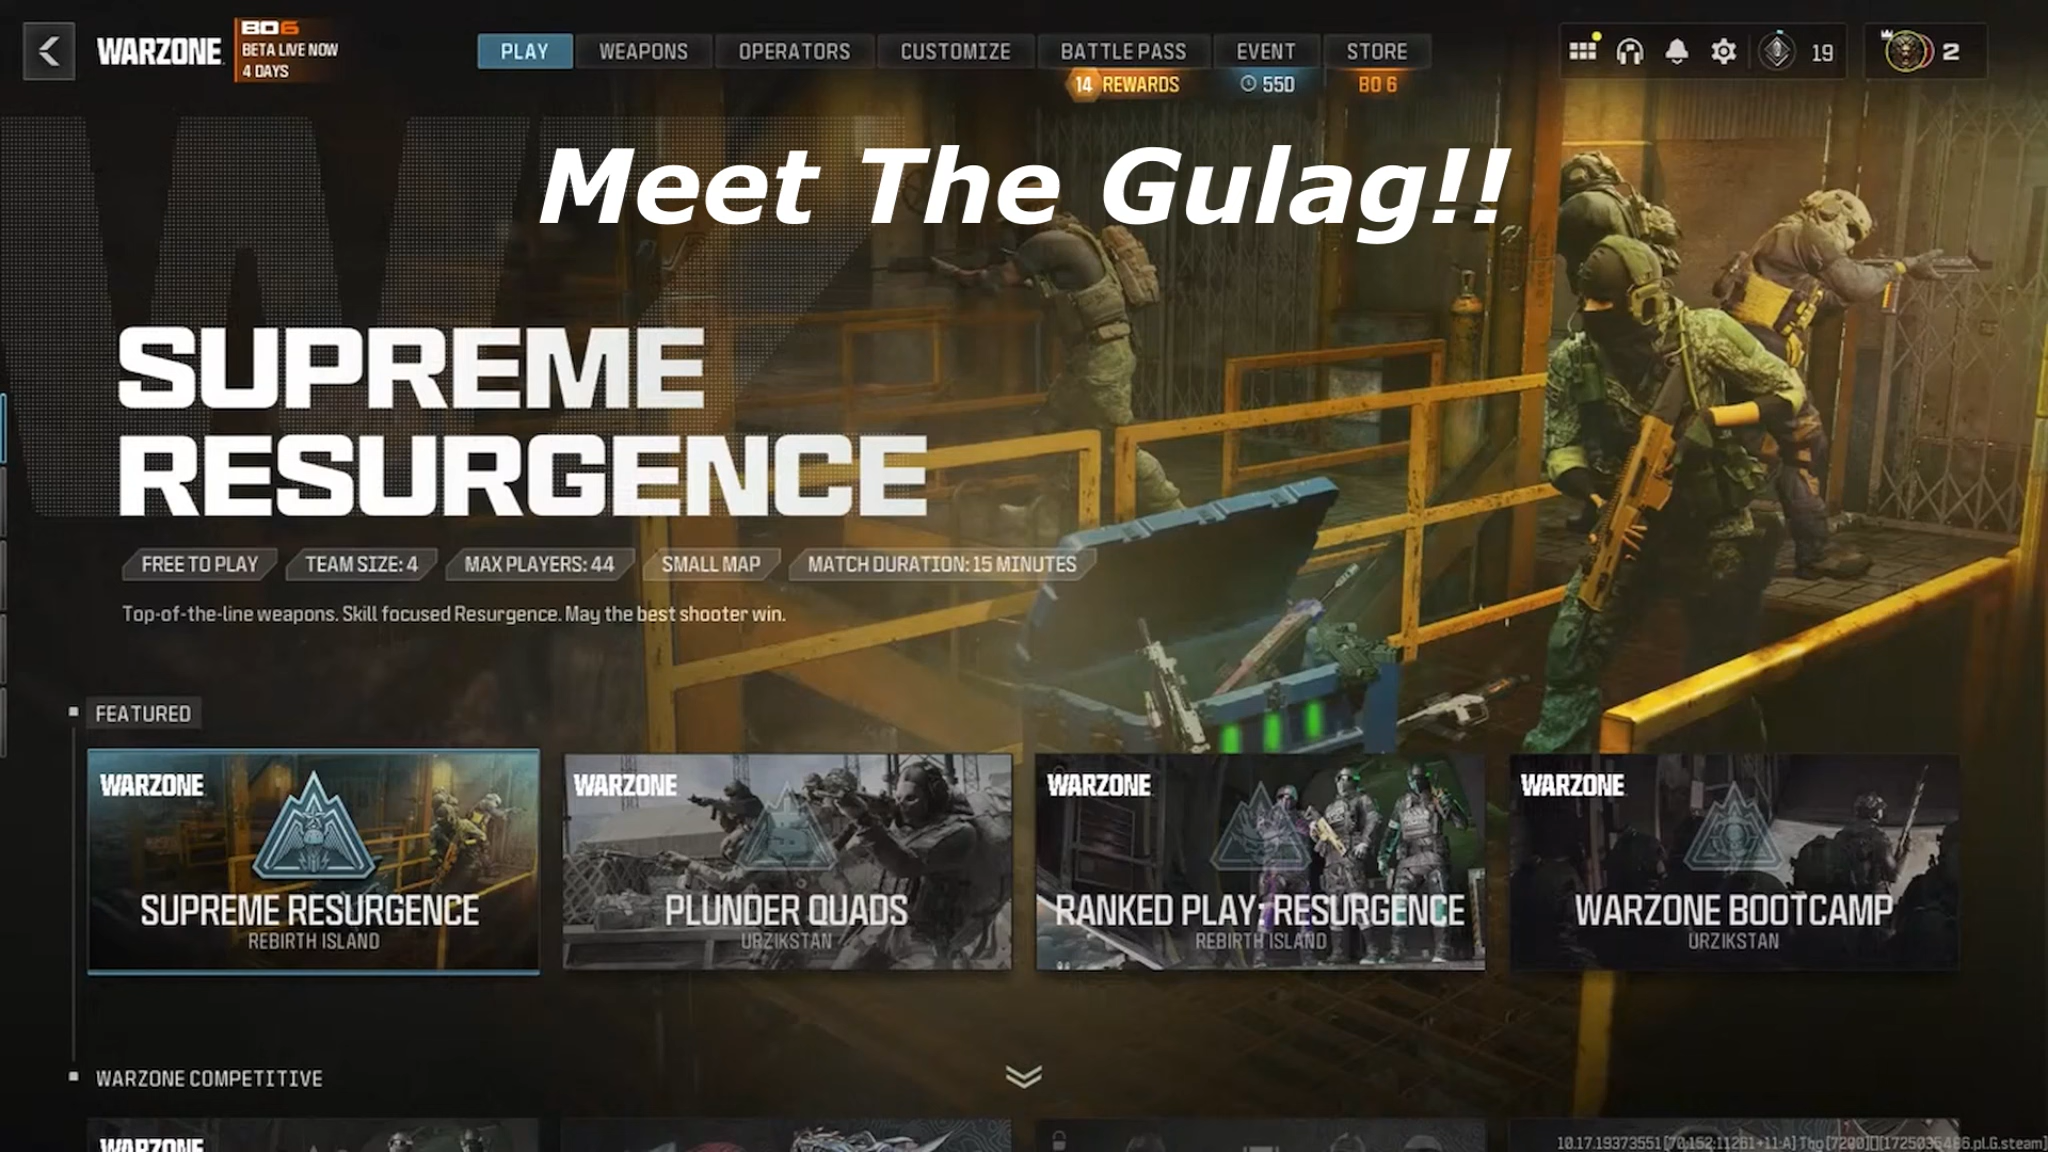 WARZONE
BO6
BETA LIVE NOW
4 DAYS
PLAY
WEAPONS
OPERATORS
CUSTOMIZE
BATTLE PASS
EVENT
STORE
19
2
14 REWARDS
55D
BO 6
Meet The Gulag!!
SUPREME
RESURGENCE
FREE TO PLAY
TEAM SIZE: 4
MAX PLAYERS: 44
SMALL MAP
MATCH DURATION: 15 MINUTES
Top-of-the-line weapons. Skill focused Resurgence. May the best shooter win.
FEATURED
WARZONE
SUPREME RESURGENCE
REBIRTH ISLAND
WARZONE
PLUNDER QUADS
URZIKSTAN
WARZONE
RANKED PLAY: RESURGENCE
REBIRTH ISLAND
WARZONE
WARZONE BOOTCAMP
URZIKSTAN
WARZONE COMPETITIVE
WARZONE